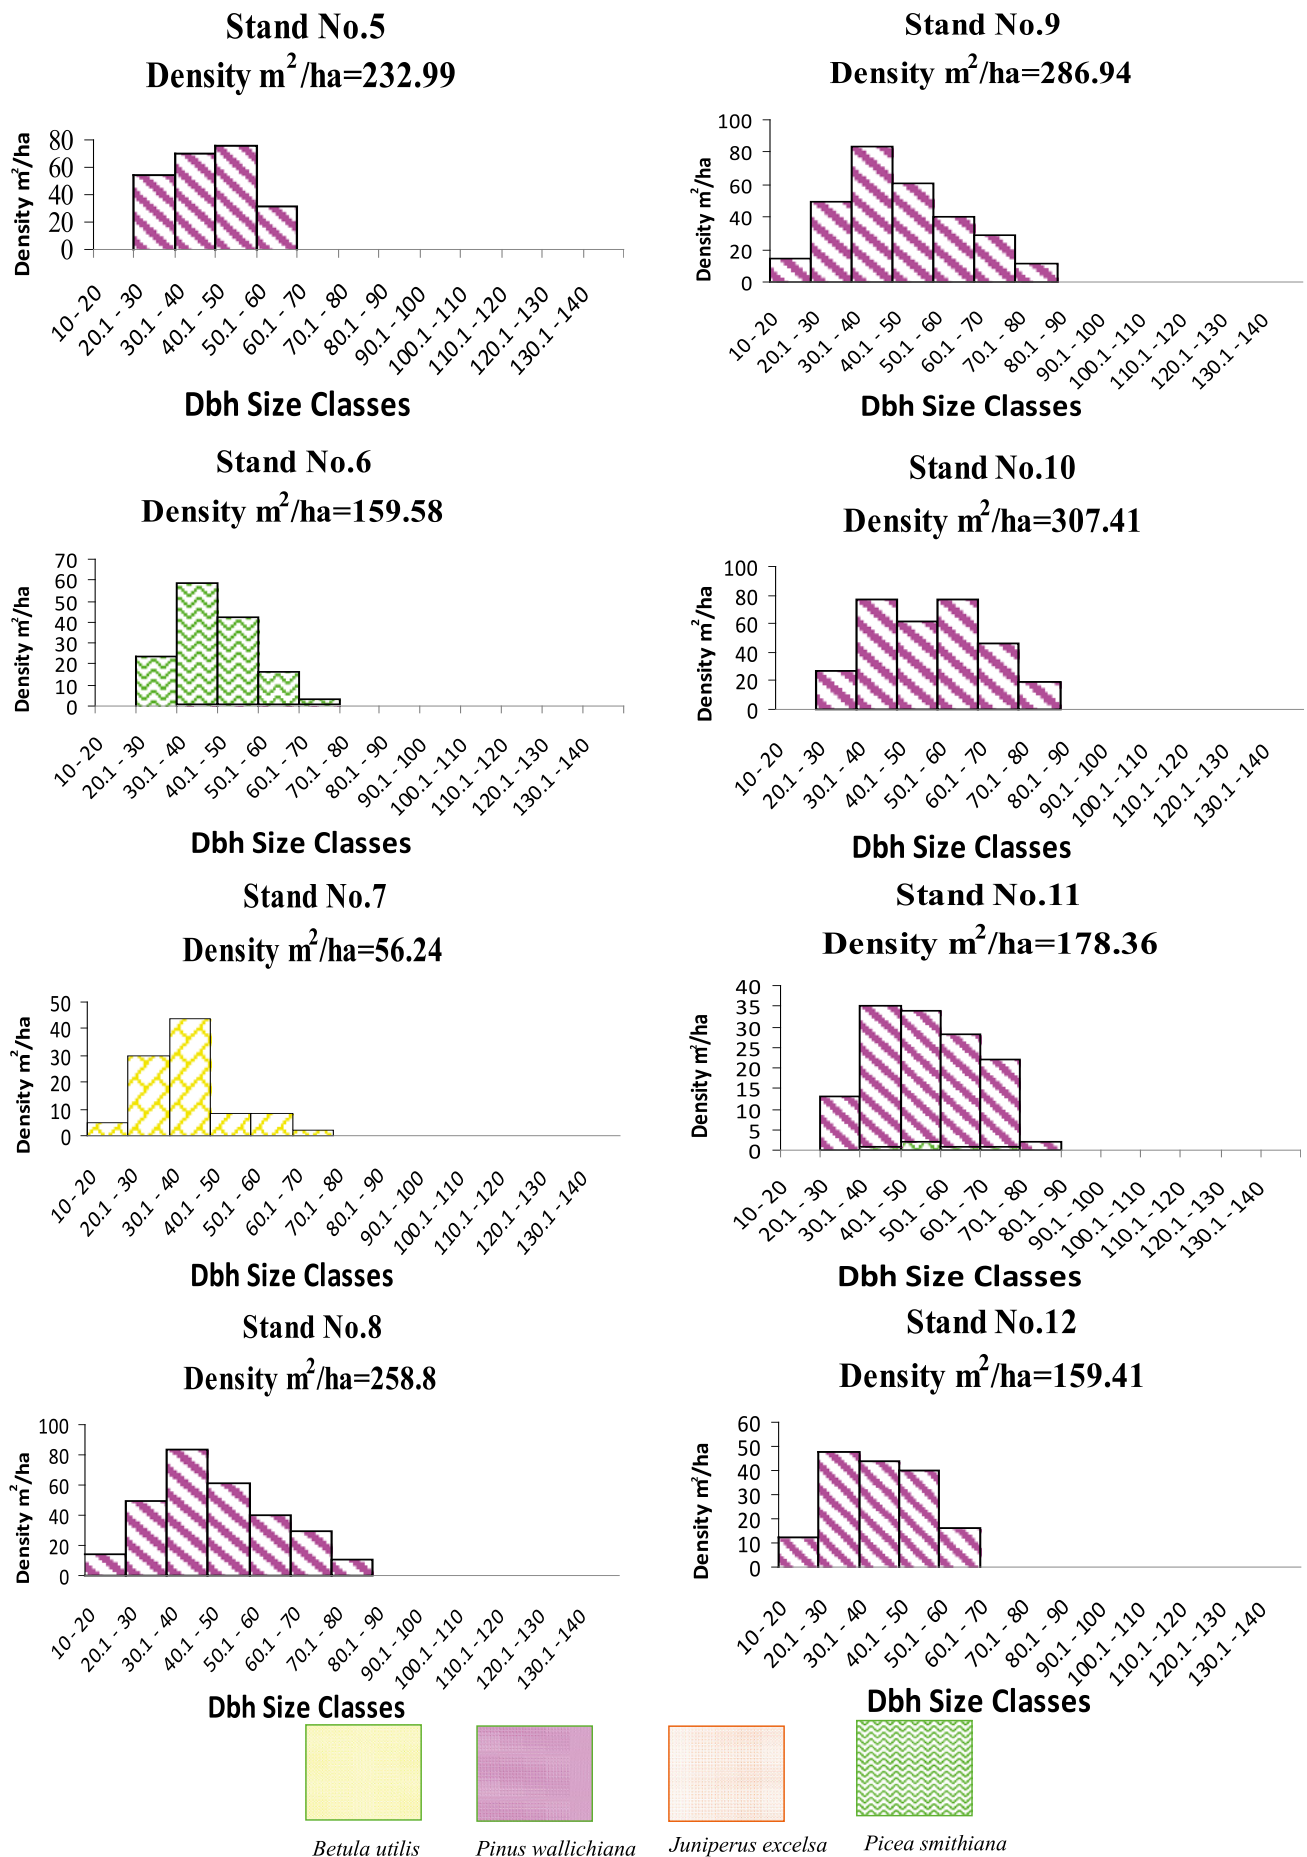 Stand No.5
Density m²/ha=232.99
Density m²/ha
80
60
40
20
0
10 - 20
20.1 - 30
30.1 - 40
40.1 - 50
50.1 - 60
60.1 - 70
70.1 - 80
80.1 - 90
90.1 - 100
100.1 -110
110.1 -120
120.1 -130
130.1 -140
Dbh Size Classes
Stand No.6
Density m²/ha=159.58
Density m²/ha
70
60
50
40
30
20
10
0
10 - 20
20.1 - 30
30.1 - 40
40.1 - 50
50.1 - 60
60.1 - 70
70.1 - 80
80.1 - 90
90.1 - 100
100.1 -110
110.1 -120
120.1 -130
130.1 -140
Dbh Size Classes
Stand No.7
Density m²/ha=56.24
Density m²/ha
50
40
30
20
10
0
10 - 20
20.1 - 30
30.1 - 40
40.1 - 50
50.1 - 60
60.1 - 70
70.1 - 80
80.1 - 90
90.1 - 100
100.1 -110
110.1 -120
120.1 -130
130.1 -140
Dbh Size Classes
Stand No.8
Density m²/ha=258.8
Density m²/ha
100
80
60
40
20
0
10 - 20
20.1 - 30
30.1 - 40
40.1 - 50
50.1 - 60
60.1 - 70
70.1 - 80
80.1 - 90
90.1 - 100
100.1 -110
110.1 -120
120.1 -130
130.1 -140
Dbh Size Classes
Stand No.9
Density m²/ha=286.94
Density m²/ha
100
80
60
40
20
0
10 - 20
20.1 - 30
30.1 - 40
40.1 - 50
50.1 - 60
60.1 - 70
70.1 - 80
80.1 - 90
90.1 - 100
100.1 -110
110.1 -120
120.1 -130
130.1 -140
Dbh Size Classes
Stand No.10
Density m²/ha=307.41
Density m²/ha
100
80
60
40
20
0
10 - 20
20.1 - 30
30.1 - 40
40.1 - 50
50.1 - 60
60.1 - 70
70.1 - 80
80.1 - 90
90.1 - 100
100.1 -110
110.1 -120
120.1 -130
130.1 -140
Dbh Size Classes
Stand No.11
Density m²/ha=178.36
Density m²/ha
40
35
30
25
20
15
10
5
0
10 - 20
20.1 - 30
30.1 - 40
40.1 - 50
50.1 - 60
60.1 - 70
70.1 - 80
80.1 - 90
90.1 - 100
100.1 -110
110.1 -120
120.1 -130
130.1 -140
Dbh Size Classes
Stand No.12
Density m²/ha=159.41
Density m²/ha
60
50
40
30
20
10
0
10 - 20
20.1 - 30
30.1 - 40
40.1 - 50
50.1 - 60
60.1 - 70
70.1 - 80
80.1 - 90
90.1 - 100
100.1 -110
110.1 -120
120.1 -130
130.1 -140
Dbh Size Classes
Betula utilis
Pinus wallichiana
Juniperus excelsa
Picea smithiana